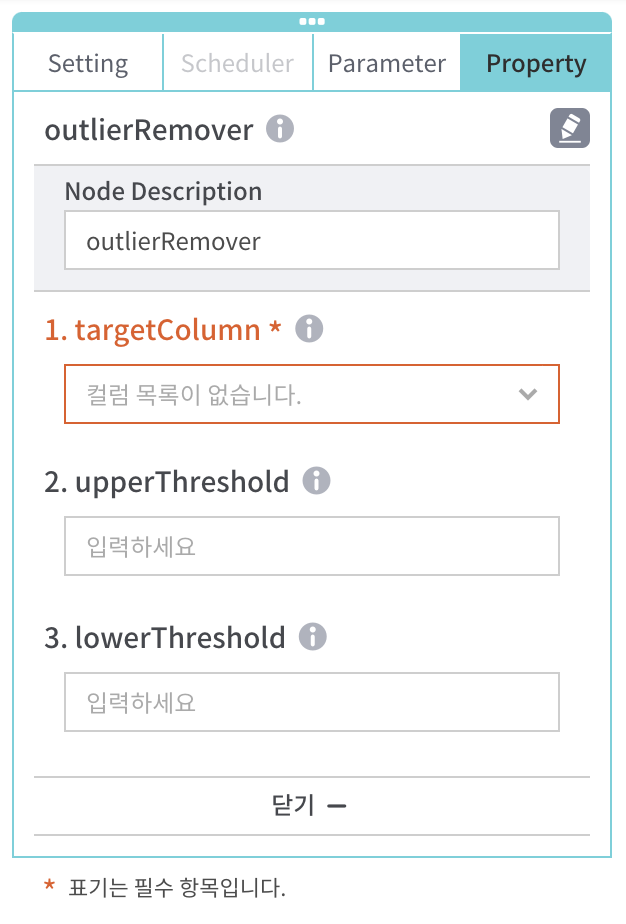 Setting Scheduler Parameter Property
outlierRemover
Node Description
outlierRemover
1. targetColumn *
컬럼 목록이 없습니다.
2. upperThreshold
입력하세요
3. lowerThreshold
입력하세요
닫기
* 표기는 필수 항목입니다.